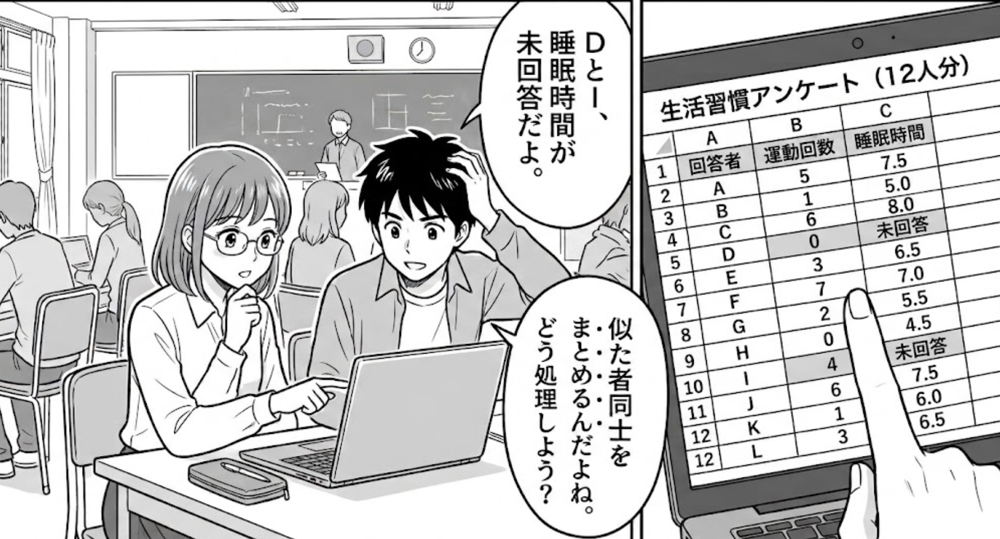 DとI、
睡眠時間が
未回答だよ。
似た者同士を
まとめるんだよね。
どう処理しよう?
生活習慣アンケート（12人分）
A B C
1 回答者 運動回数 睡眠時間
2 A 5 7.5
3 B 1 5.0
4 C 6 8.0
5 D 0 未回答
6 E 3 6.5
7 F 7 7.0
8 G 2 5.5
9 H 0 4.5
10 I 4 未回答
11 J 6 7.5
12 K 1 6.0
12 L 3 6.5